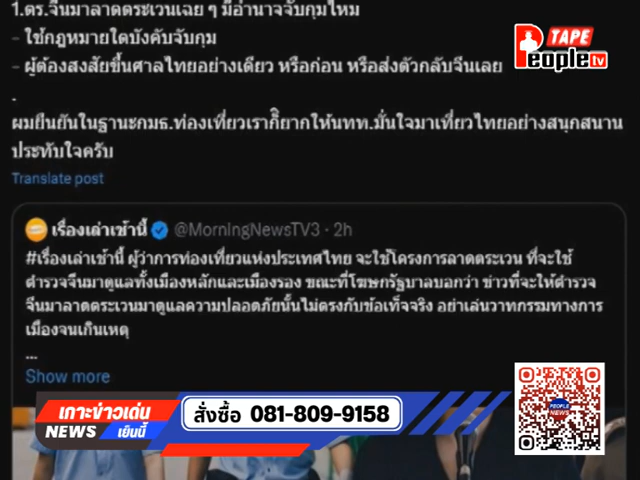 1.ตร.จีนมาลาดตระเวนเฉย ๆ มีอำนาจจับกุมไหม
- ใช้กฎหมายใดบังคับจับกุม
- ผู้ต้องสงสัยขึ้นศาลไทยอย่างเดียว หรือก่อน หรือส่งตัวกลับจีนเลย
-
ผมยืนยันในฐานะกมธ.ท่องเที่ยวเราก็อยากให้นทท.มั่นใจมาเที่ยวไทยอย่างสนุกสนาน
ประทับใจครับ
Translate post
เรื่องเล่าเช้านี้ @MorningNewsTV3 · 2h
#เรื่องเล่าเช้านี้ ผู้ว่าการท่องเที่ยวแห่งประเทศไทย จะใช้โครงการลาดตระเวน ที่จะใช้
ตำรวจจีนมาดูแลทั้งเมืองหลักและเมืองรอง ขณะที่โฆษกรัฐบาลบอกว่า ข่าวที่จะให้ตำรวจ
จีนมาลาดตระเวนมาดูแลความปลอดภัยนั้นไม่ตรงกับข้อเท็จจริง อย่าเล่นวาทกรรมทางการ
เมืองจนเกินเหตุ
...
Show more
TAPE
People tv
เกาะข่าวเด่น
NEWS เย็นนี้
สั่งซื้อ 081-809-9158
PEOPLE
NEWS